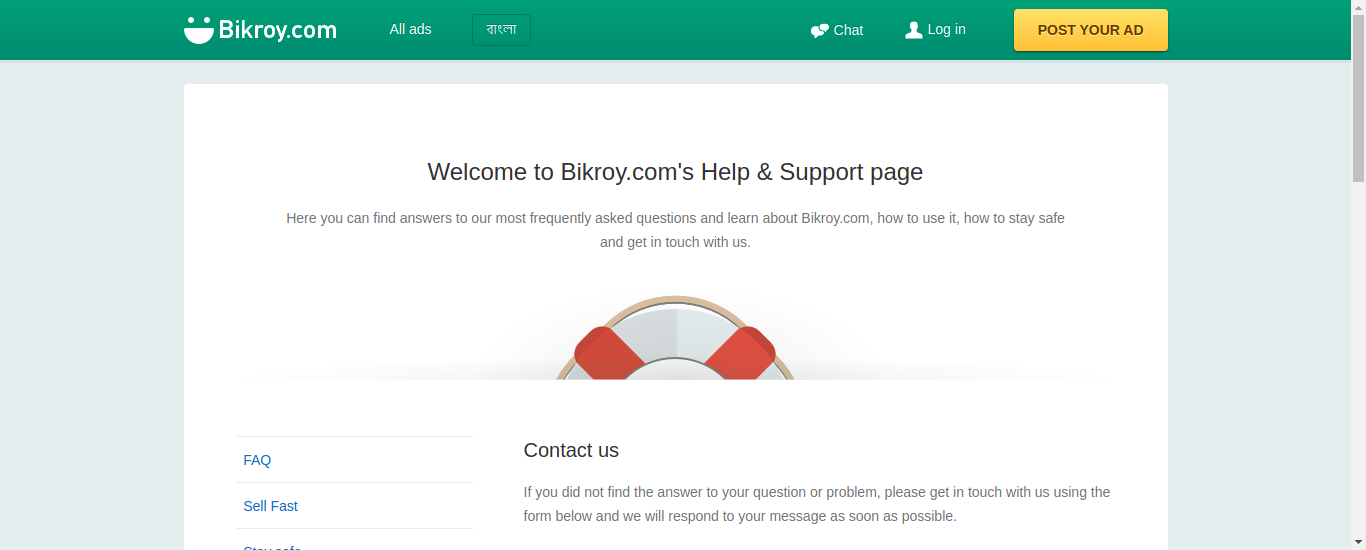 Bikroy.com
All ads
বাংলা
Chat
Log in
POST YOUR AD
Welcome to Bikroy.com's Help & Support page
Here you can find answers to our most frequently asked questions and learn about Bikroy.com, how to use it, how to stay safe
and get in touch with us.
FAQ
Sell Fast
Stay safe
Contact us
If you did not find the answer to your question or problem, please get in touch with us using the
form below and we will respond to your message as soon as possible.